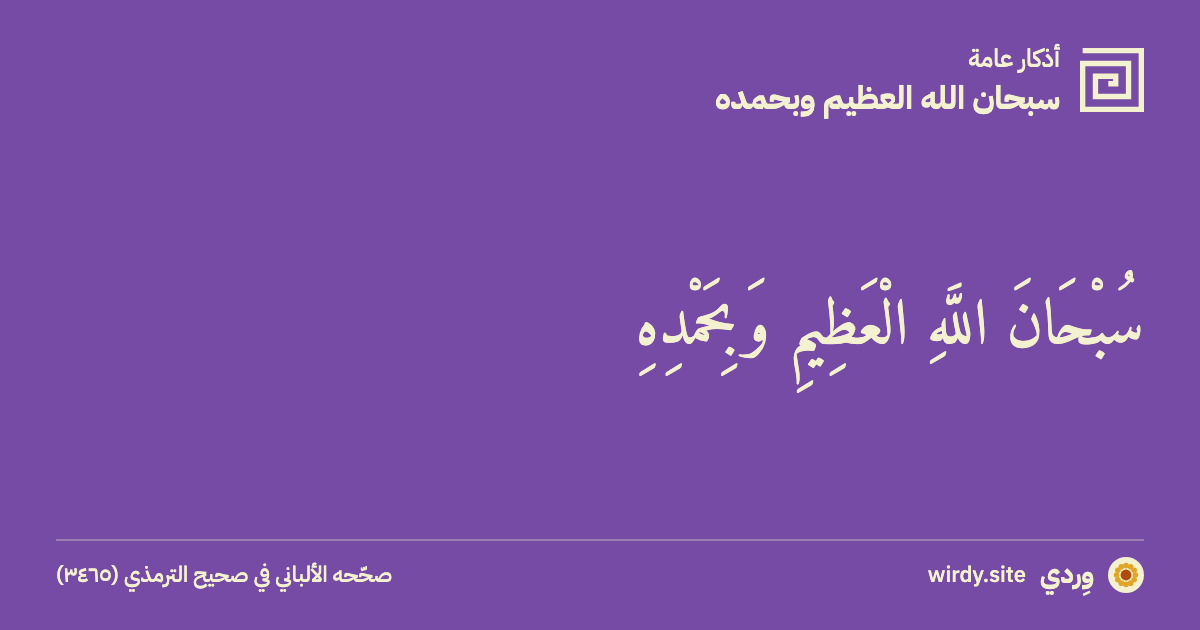 أذكار عامة
سبحان الله العظيم وبحمده
سُبْحَانَ اللَّهِ الْعَظِيمِ وَبِحَمْدِهِ
وِردي wirdy.site
صحّحه الألباني في صحيح الترمذي (٣٤٦٥)